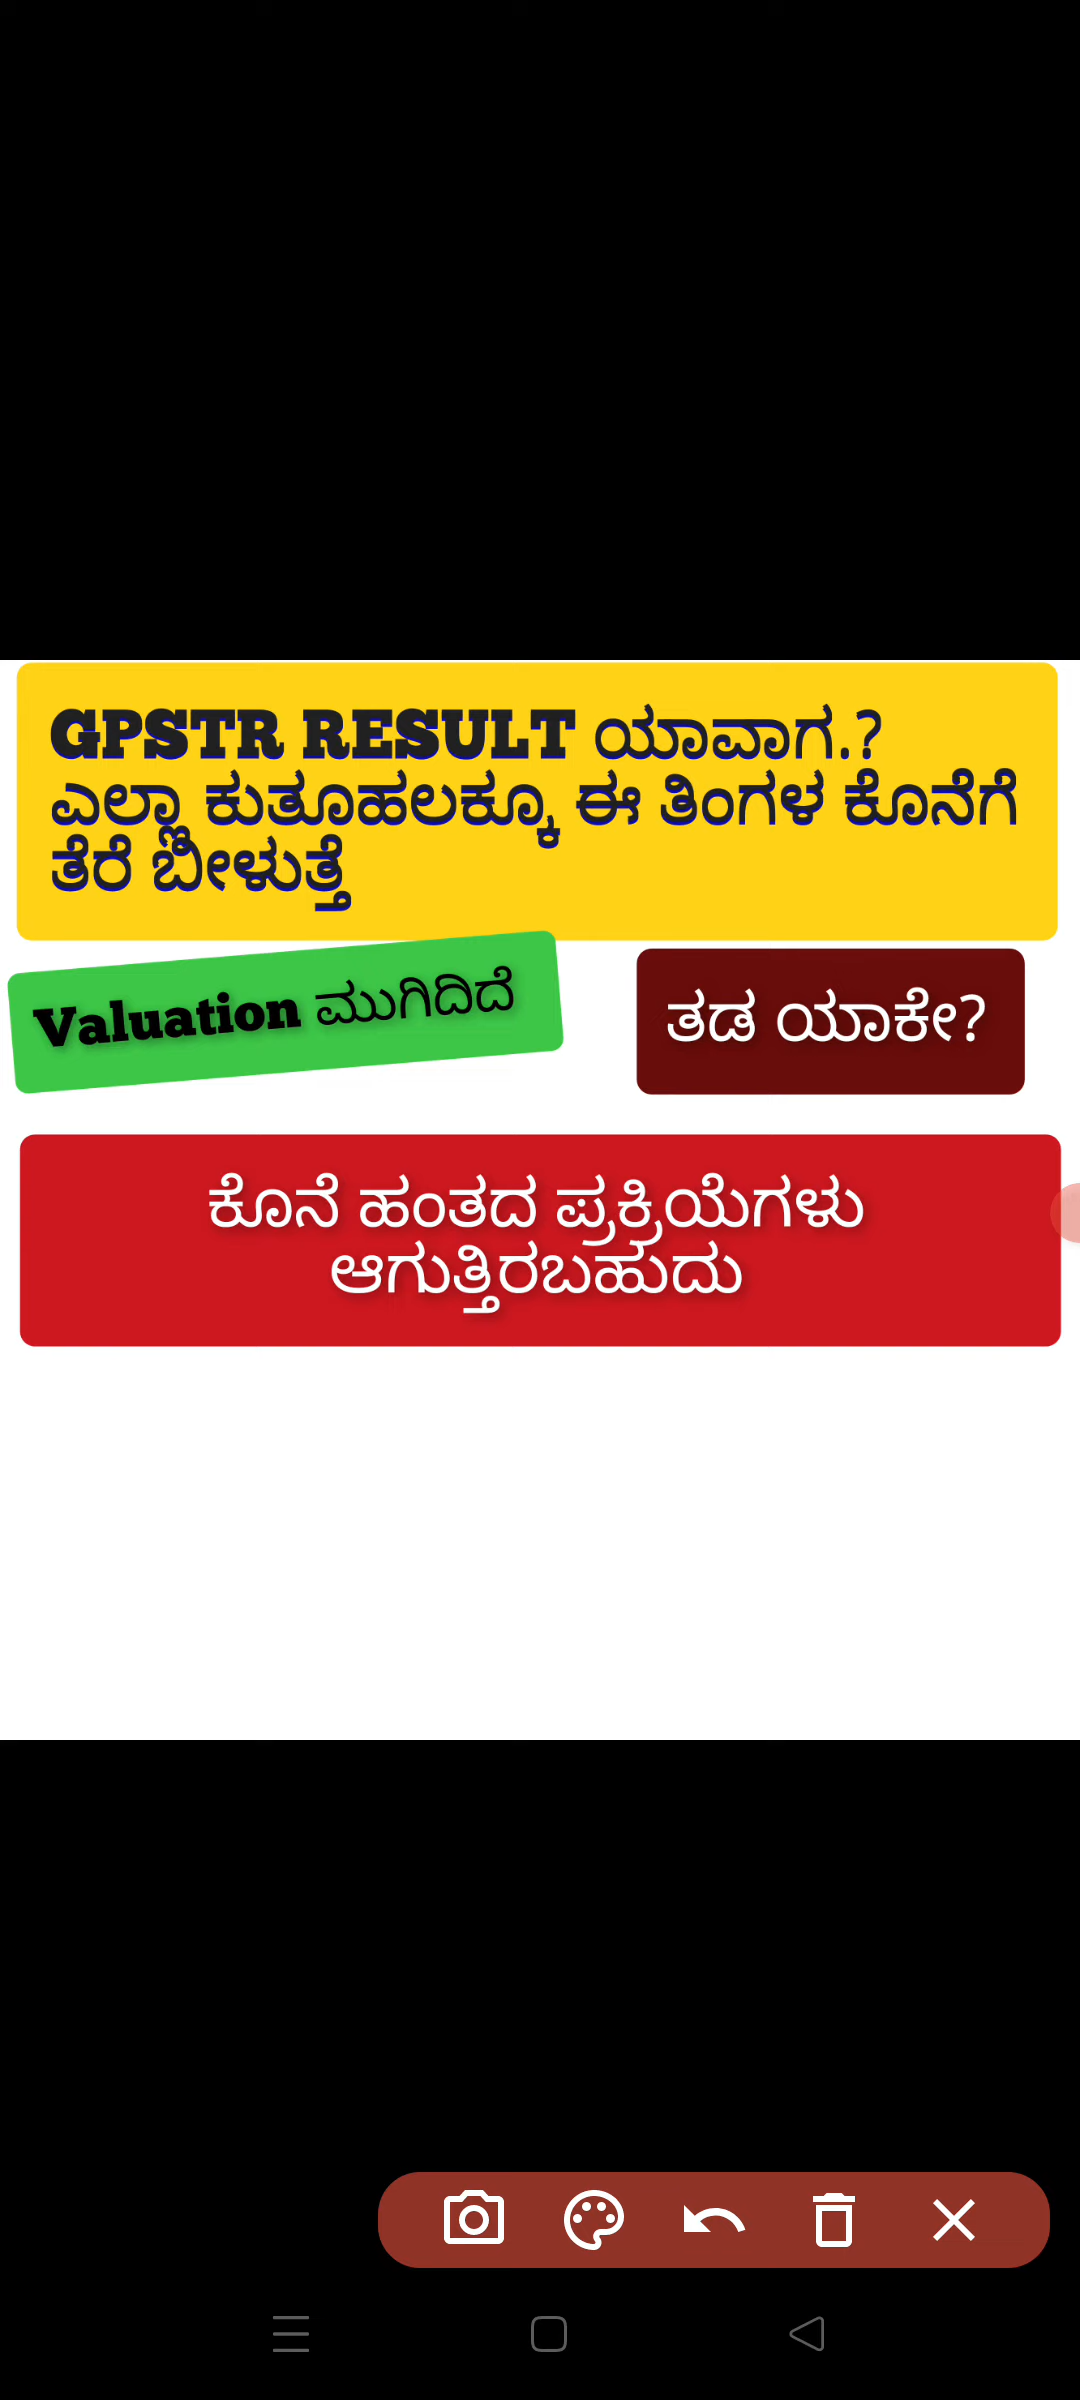 GPSTR RESULT ಯಾವಾಗ.?
ಎಲ್ಲಾ ಕುತೂಹಲಕ್ಕೂ ಈ ತಿಂಗಳ ಕೊನೆಗೆ
ತೆರೆ ಬೀಳುತ್ತೆ
Valuation ಮುಗಿದಿದೆ
ತಡ ಯಾಕೇ?
ಕೊನೆ ಹಂತದ ಪ್ರಕ್ರಿಯೆಗಳು
ಆಗುತ್ತಿರಬಹುದು